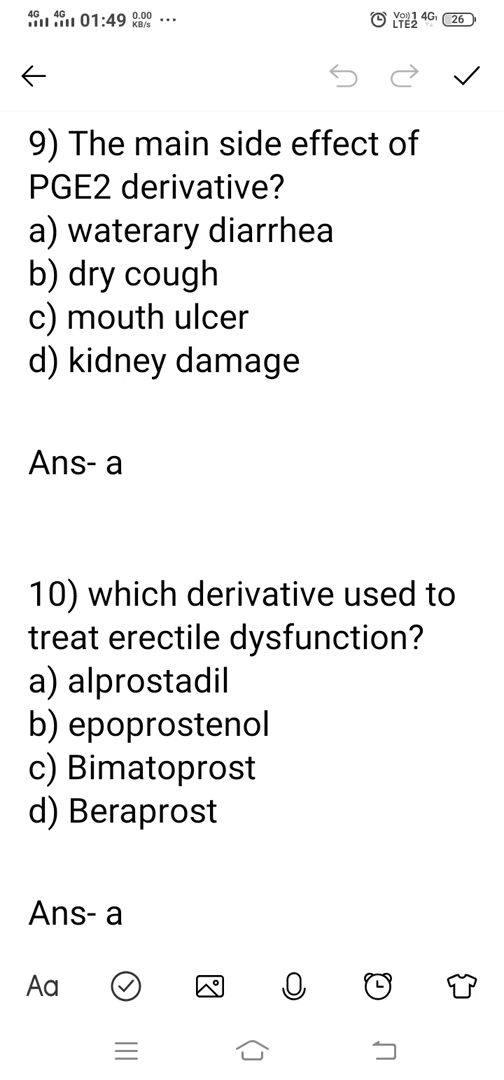 4G 4G 01:49 0.00 KB/s ... Vo)) 1 4G LTE2 26
9) The main side effect of
PGE2 derivative?
a) waterary diarrhea
b) dry cough
c) mouth ulcer
d) kidney damage
Ans- a
10) which derivative used to
treat erectile dysfunction?
a) alprostadil
b) epoprostenol
c) Bimatoprost
d) Beraprost
Ans- a
Aa